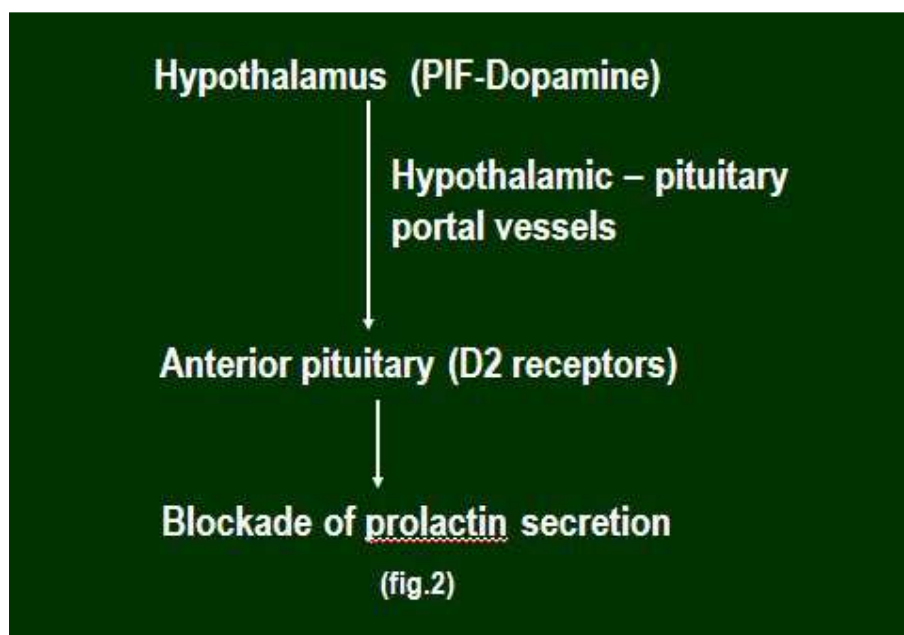 Hypothalamus (PIF-Dopamine)
Hypothalamic – pituitary
portal vessels
Anterior pituitary (D2 receptors)
Blockade of prolactin secretion
(fig.2)